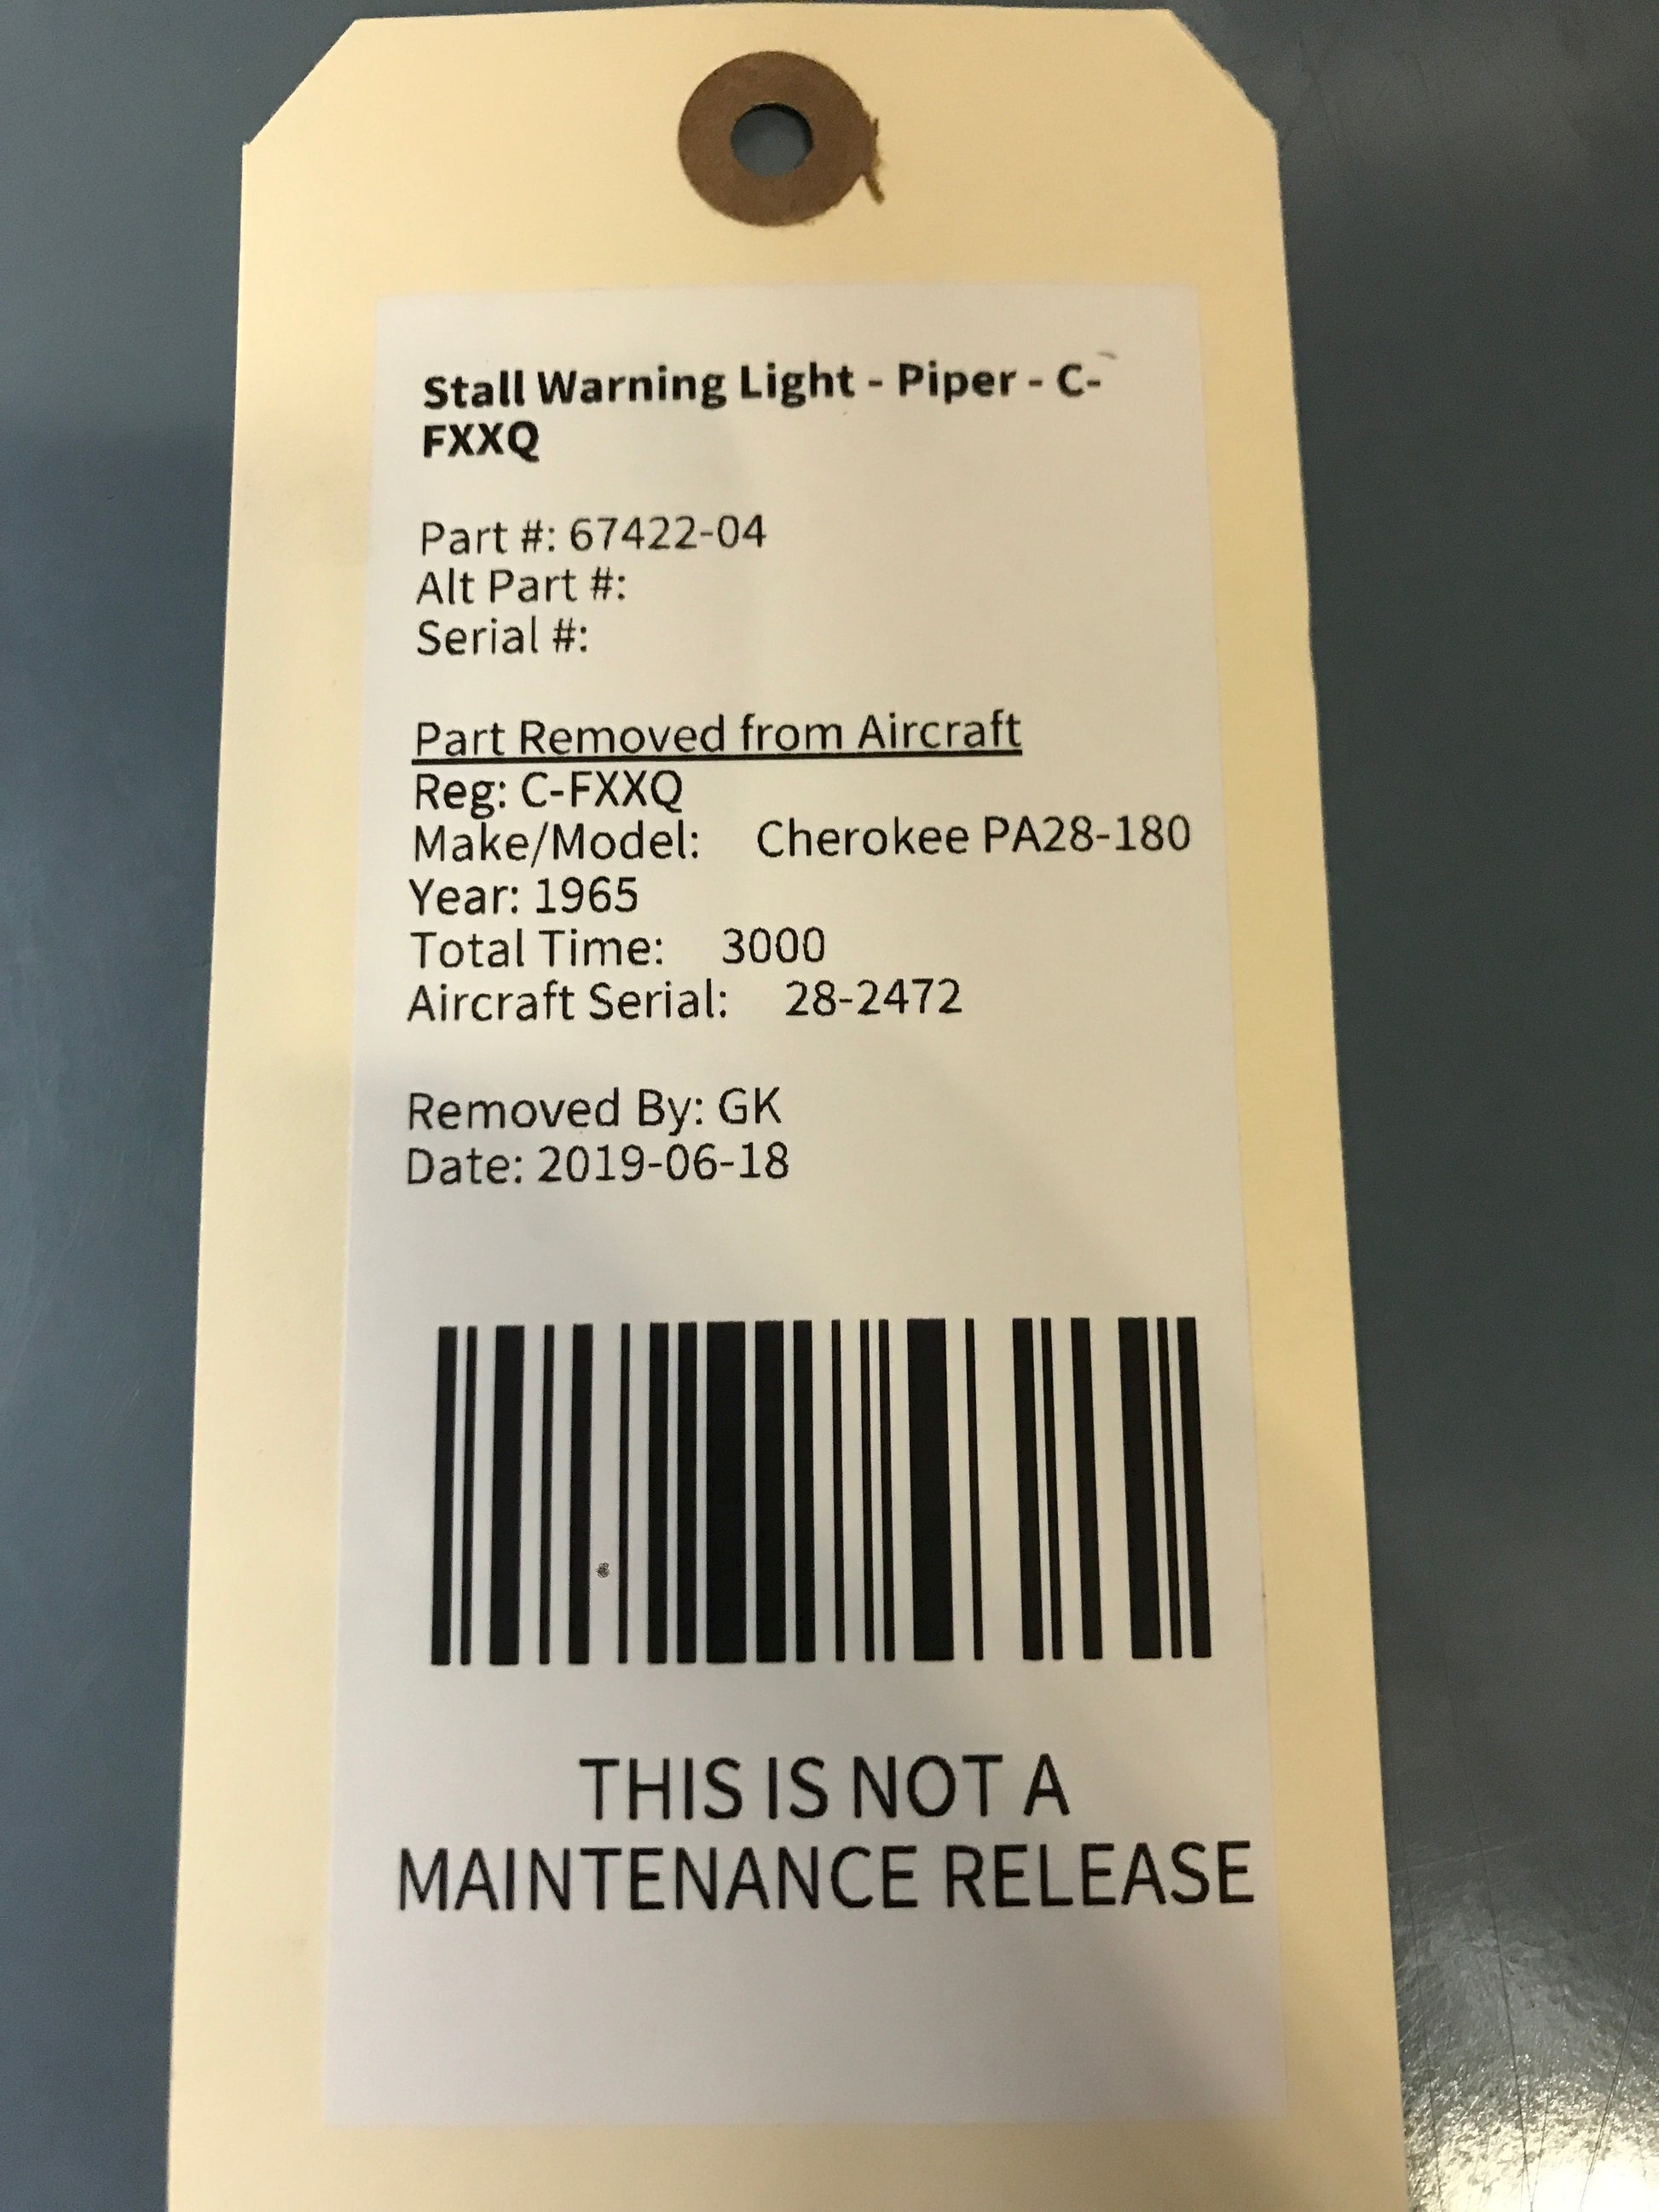 Stall Warning Light - Piper - C-
FXXQ
Part #: 67422-04
Alt Part #:
Serial #:
Part Removed from Aircraft
Reg: C-FXXQ
Make/Model: Cherokee PA28-180
Year: 1965
Total Time: 3000
Aircraft Serial: 28-2472
Removed By: GK
Date: 2019-06-18
THIS IS NOT A
MAINTENANCE RELEASE